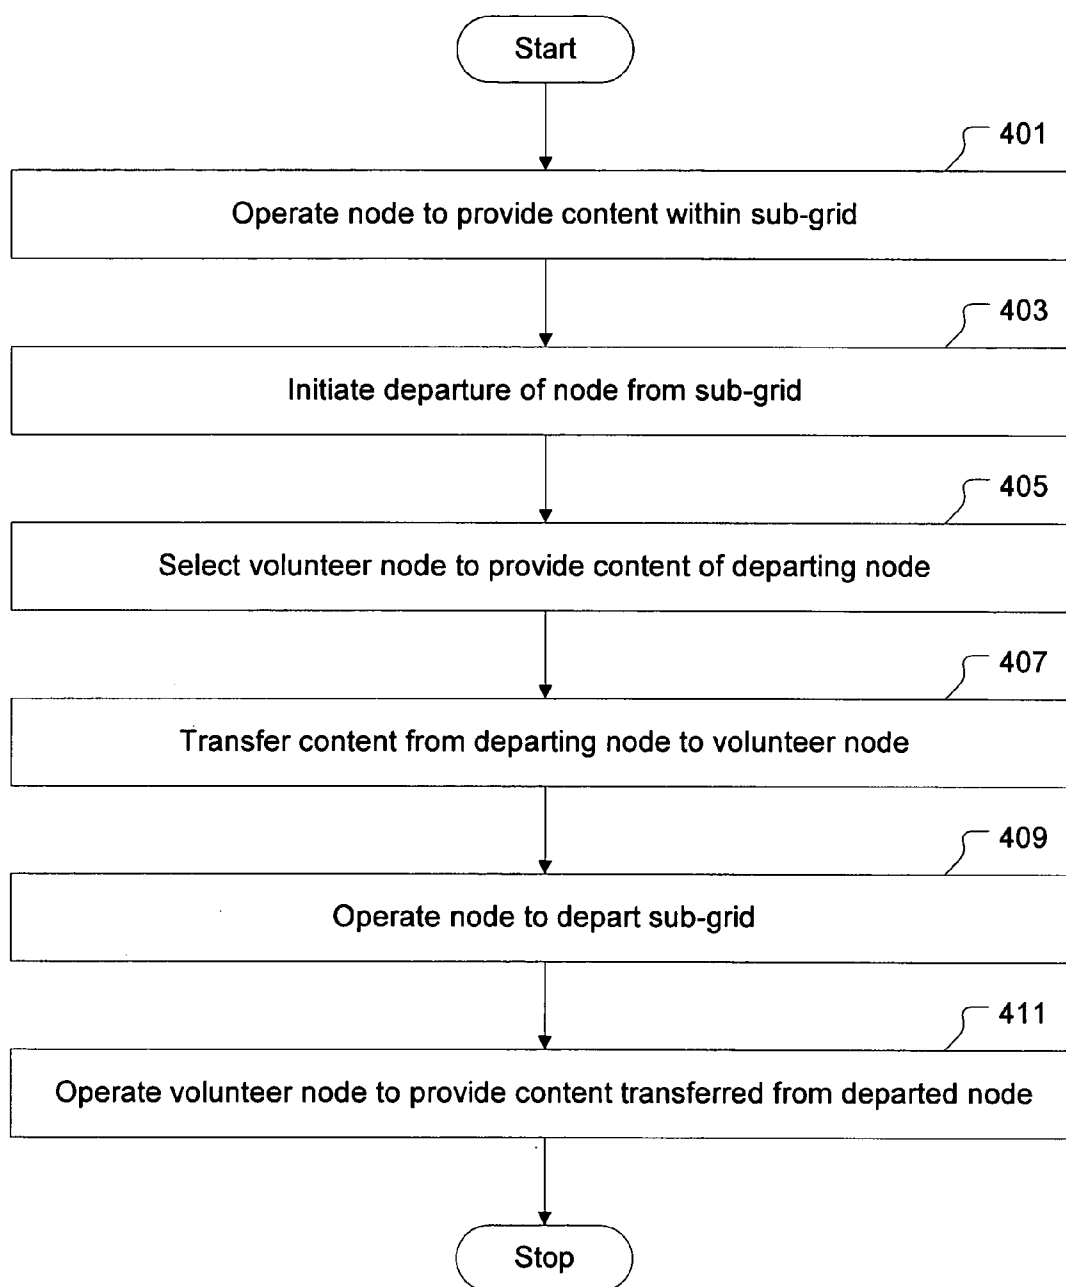 Start
401
Operate node to provide content within sub-grid
403
Initiate departure of node from sub-grid
405
Select volunteer node to provide content of departing node
407
Transfer content from departing node to volunteer node
409
Operate node to depart sub-grid
411
Operate volunteer node to provide content transferred from departed node
Stop